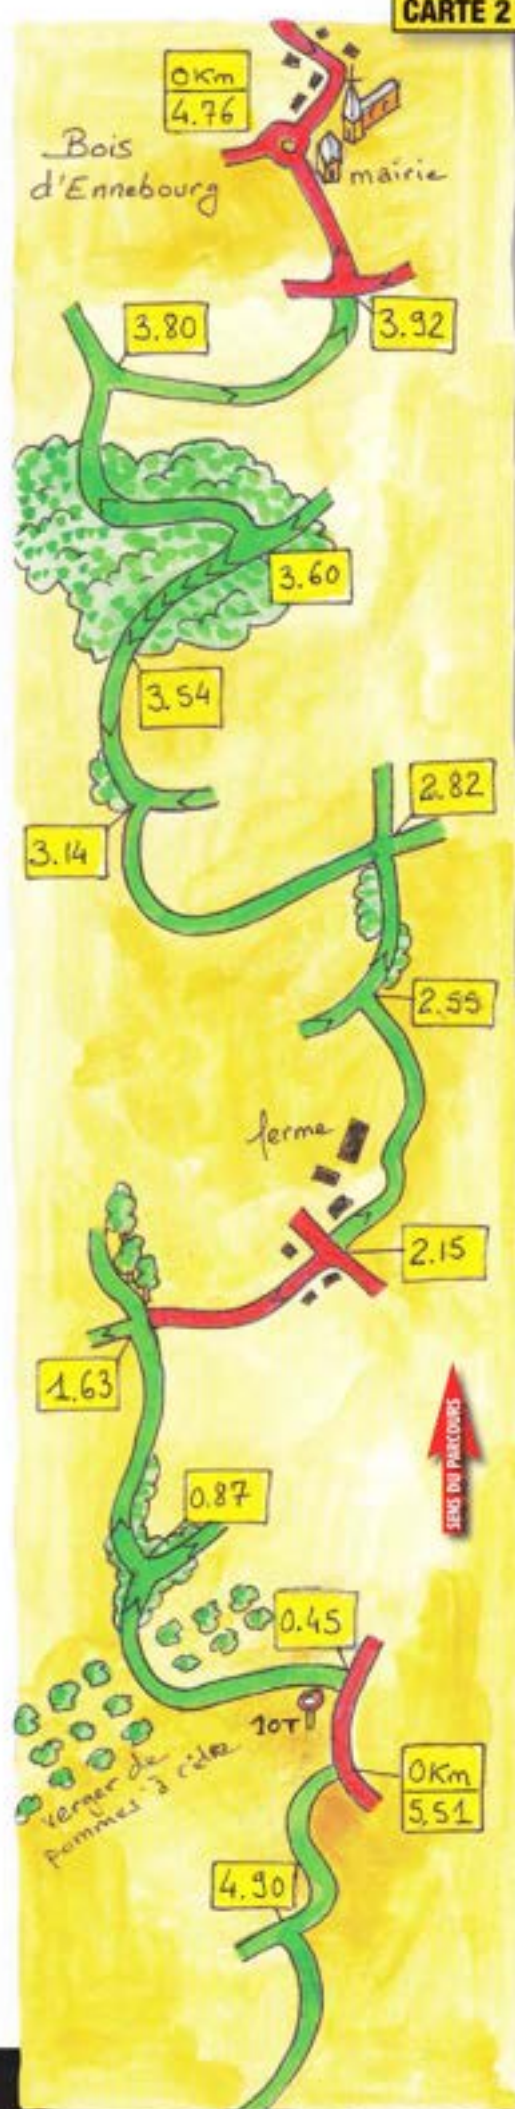 CARTE 2
0Km
4.76
Bois
d'Ennebourg
mairie
3.80
3.92
3.60
3.54
2.82
3.14
2.55
ferme
2.15
1.63
SENS DU PARCOURS
0.87
0.45
10T
verger de
pommes à cidre
0Km
5,51
4.90